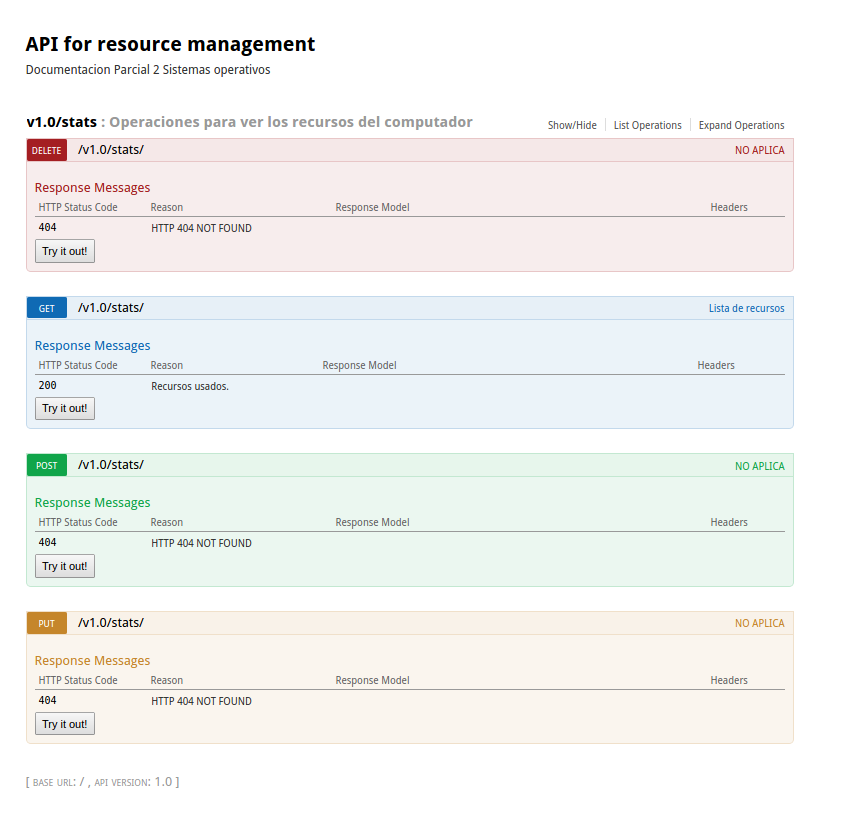 API for resource management
Documentacion Parcial 2 Sistemas operativos
v1.0/stats : Operaciones para ver los recursos del computador
Show/Hide List Operations Expand Operations
DELETE /v1.0/stats/ NO APLICA
Response Messages
HTTP Status Code Reason Response Model Headers
404 HTTP 404 NOT FOUND
Try it out!
GET /v1.0/stats/ Lista de recursos
Response Messages
HTTP Status Code Reason Response Model Headers
200 Recursos usados.
Try it out!
POST /v1.0/stats/ NO APLICA
Response Messages
HTTP Status Code Reason Response Model Headers
404 HTTP 404 NOT FOUND
Try it out!
PUT /v1.0/stats/ NO APLICA
Response Messages
HTTP Status Code Reason Response Model Headers
404 HTTP 404 NOT FOUND
Try it out!
[ BASE URL: / , API VERSION: 1.0 ]